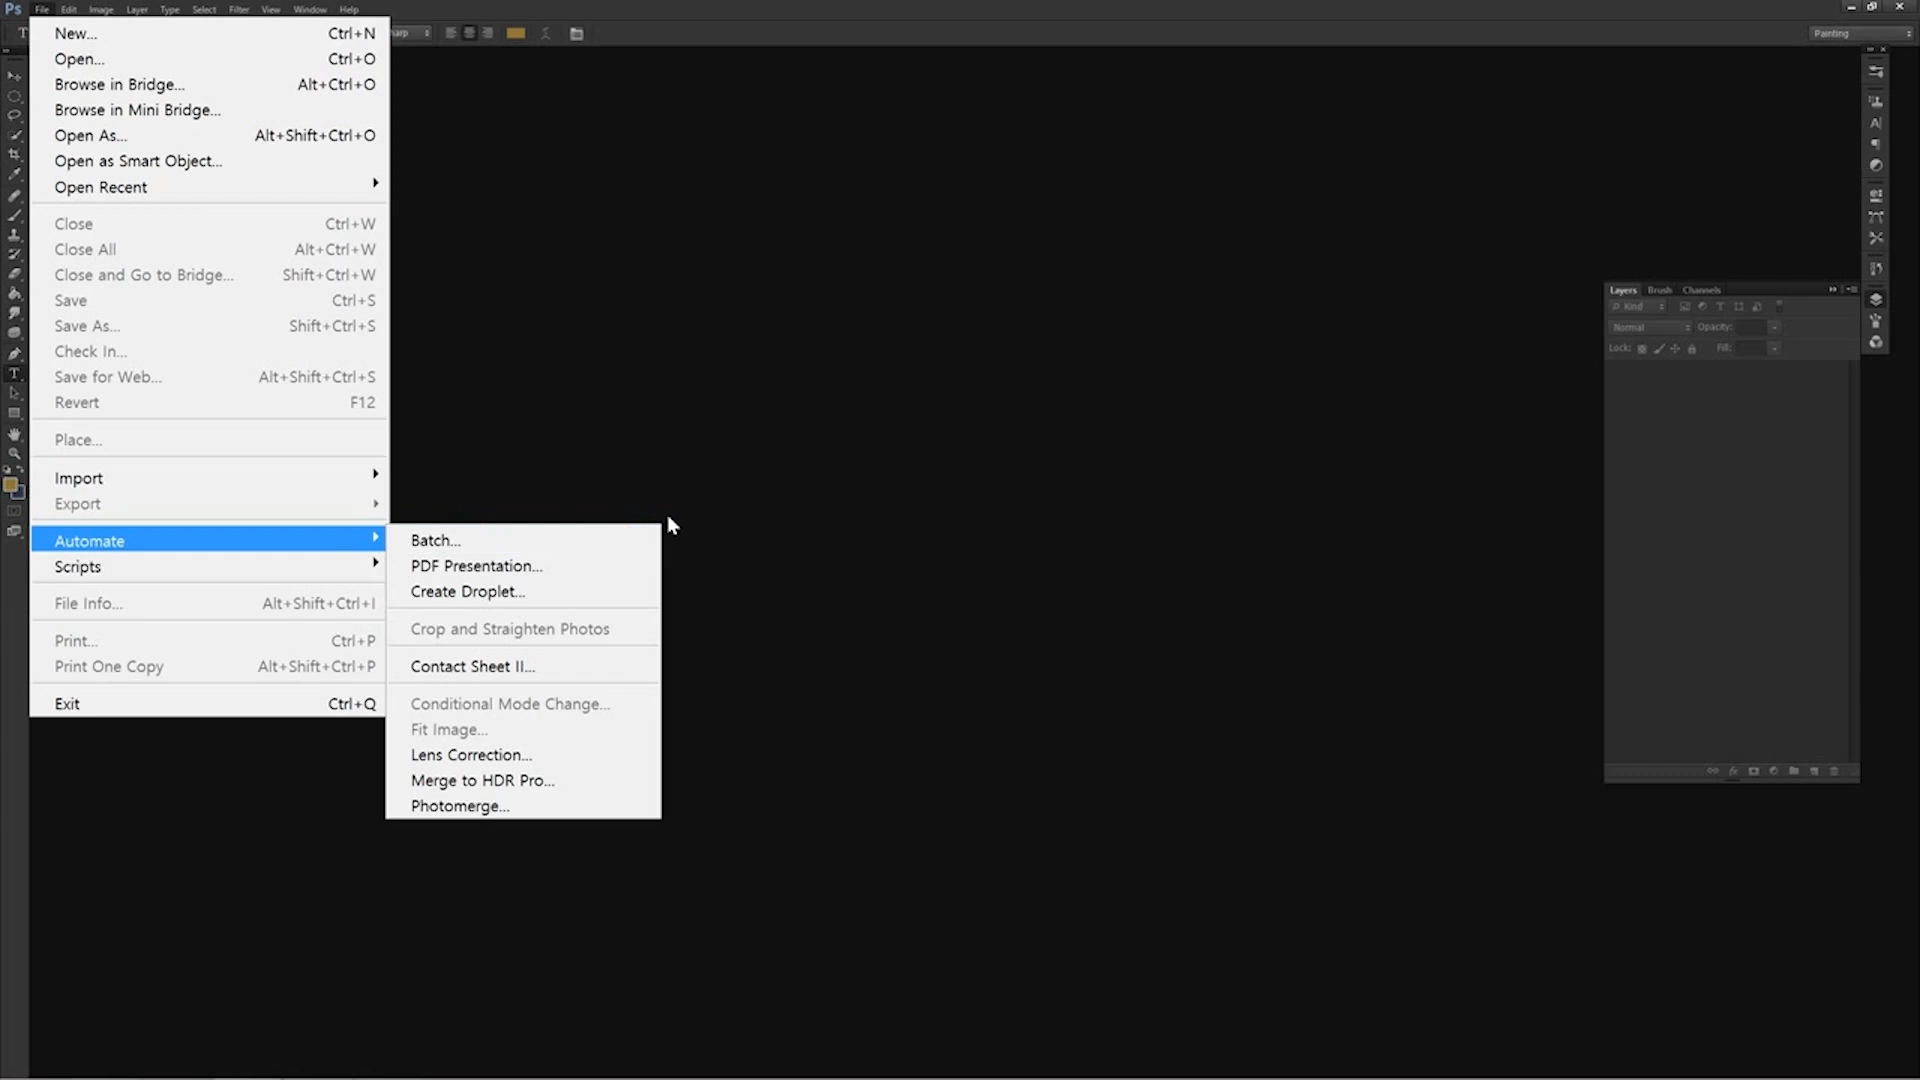 Ps File Edit Image Layer Type Select Filter View Window Help
T
Painting
New... Ctrl+N
Open... Ctrl+O
Browse in Bridge... Alt+Ctrl+O
Browse in Mini Bridge...
Open As... Alt+Shift+Ctrl+O
Open as Smart Object...
Open Recent
Close Ctrl+W
Close All Alt+Ctrl+W
Close and Go to Bridge... Shift+Ctrl+W
Save Ctrl+S
Save As... Shift+Ctrl+S
Check In...
Save for Web... Alt+Shift+Ctrl+S
Revert F12
Place...
Import
Export
Automate
Scripts
File Info... Alt+Shift+Ctrl+I
Print... Ctrl+P
Print One Copy Alt+Shift+Ctrl+P
Exit Ctrl+Q
Batch...
PDF Presentation...
Create Droplet...
Crop and Straighten Photos
Contact Sheet II...
Conditional Mode Change...
Fit Image...
Lens Correction...
Merge to HDR Pro...
Photomerge...
Layers Brush Channels
Kind
Normal Opacity:
Lock: Fill: